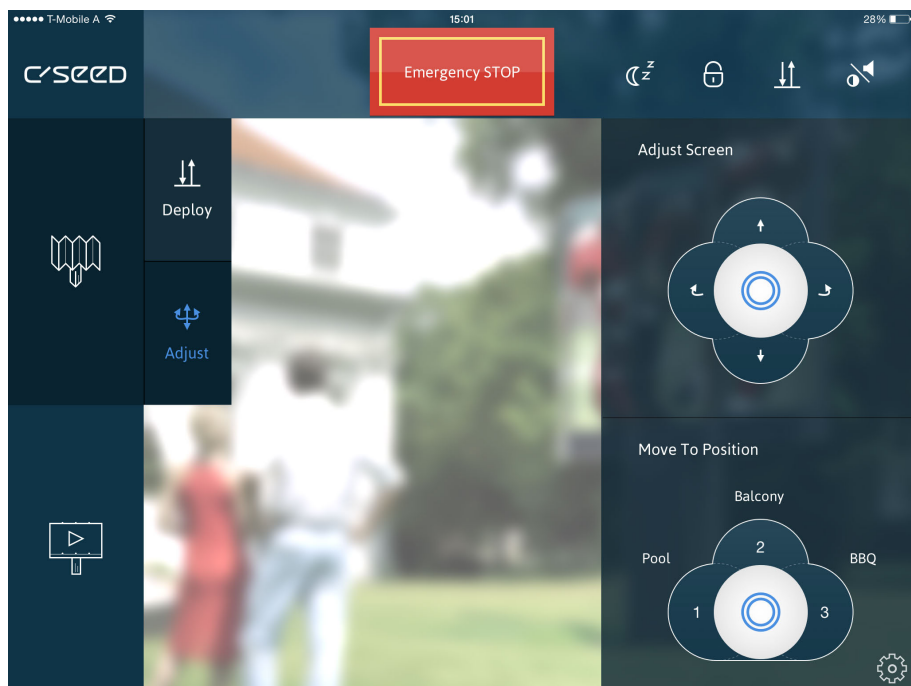 T-Mobile A
15:01
28%
C/SEED
Emergency STOP
Deploy
Adjust
Adjust Screen
Move To Position
Balcony
Pool
2
BBQ
1
3